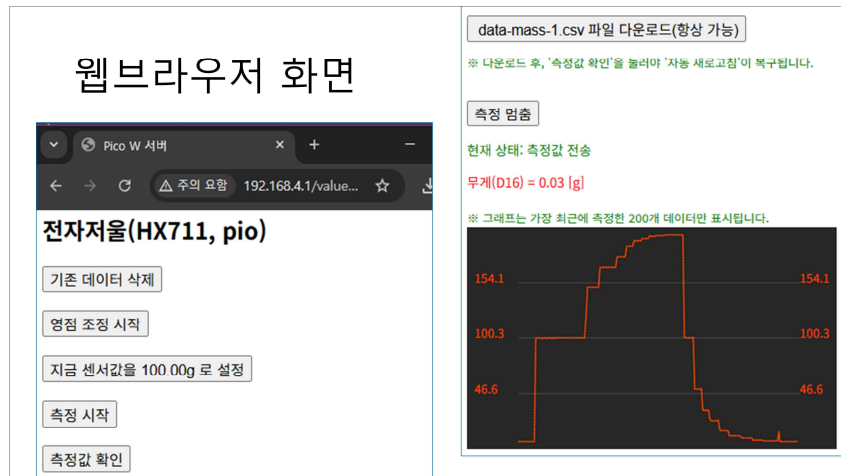 웹브라우저 화면
Pico W 서버
주의 요함 192.168.4.1/value...
전자저울(HX711, pio)
기존 데이터 삭제
영점 조정 시작
지금 센서값을 100.00g 로 설정
측정 시작
측정값 확인
data-mass-1.csv 파일 다운로드(항상 가능)
※ 다운로드 후, '측정값 확인'을 눌러야 '자동 새로고침'이 복구됩니다.
측정 멈춤
현재 상태: 측정값 전송
무게(D16) = 0.03 [g]
※ 그래프는 가장 최근에 측정한 200개 데이터만 표시됩니다.
154.1 154.1
100.3 100.3
46.6 46.6